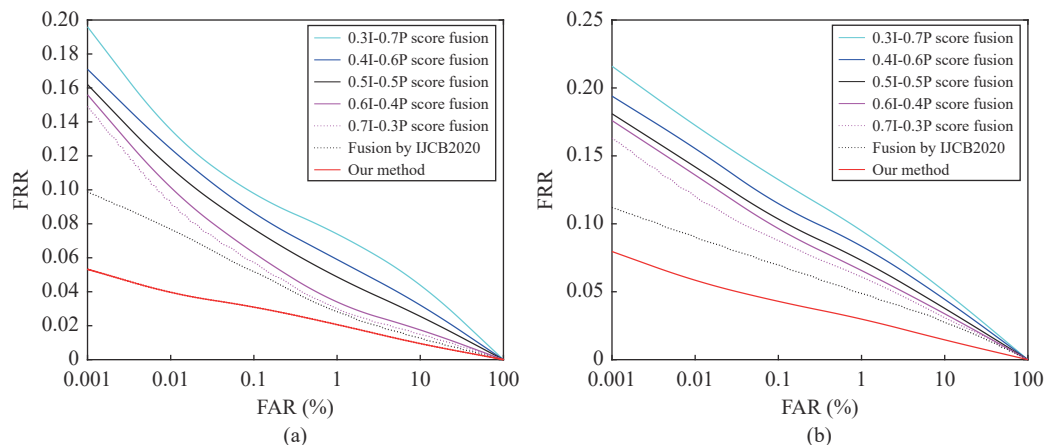 0.20
0.18
0.16
0.14
0.12
0.10
0.08
0.06
0.04
0.02
0
FRR
0.3I-0.7P score fusion
0.4I-0.6P score fusion
0.5I-0.5P score fusion
0.6I-0.4P score fusion
0.7I-0.3P score fusion
Fusion by IJCB2020
Our method
0.001 0.01 0.1 1 10 100
FAR (%)
(a)
0.25
0.20
0.15
0.10
0.05
0
FRR
0.3I-0.7P score fusion
0.4I-0.6P score fusion
0.5I-0.5P score fusion
0.6I-0.4P score fusion
0.7I-0.3P score fusion
Fusion by IJCB2020
Our method
0.001 0.01 0.1 1 10 100
FAR (%)
(b)